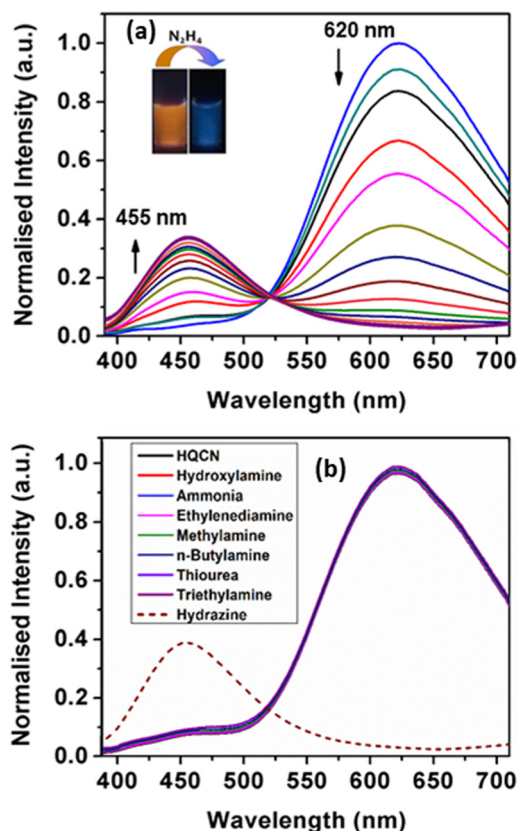 (a)
N₂H₄
620 nm
455 nm
Normalised Intensity (a.u.)
1.0
0.8
0.6
0.4
0.2
0.0
400 450 500 550 600 650 700
Wavelength (nm)
(b)
HQCN
Hydroxylamine
Ammonia
Ethylenediamine
Methylamine
n-Butylamine
Thiourea
Triethylamine
Hydrazine
Normalised Intensity (a.u.)
1.0
0.8
0.6
0.4
0.2
0.0
400 450 500 550 600 650 700
Wavelength (nm)